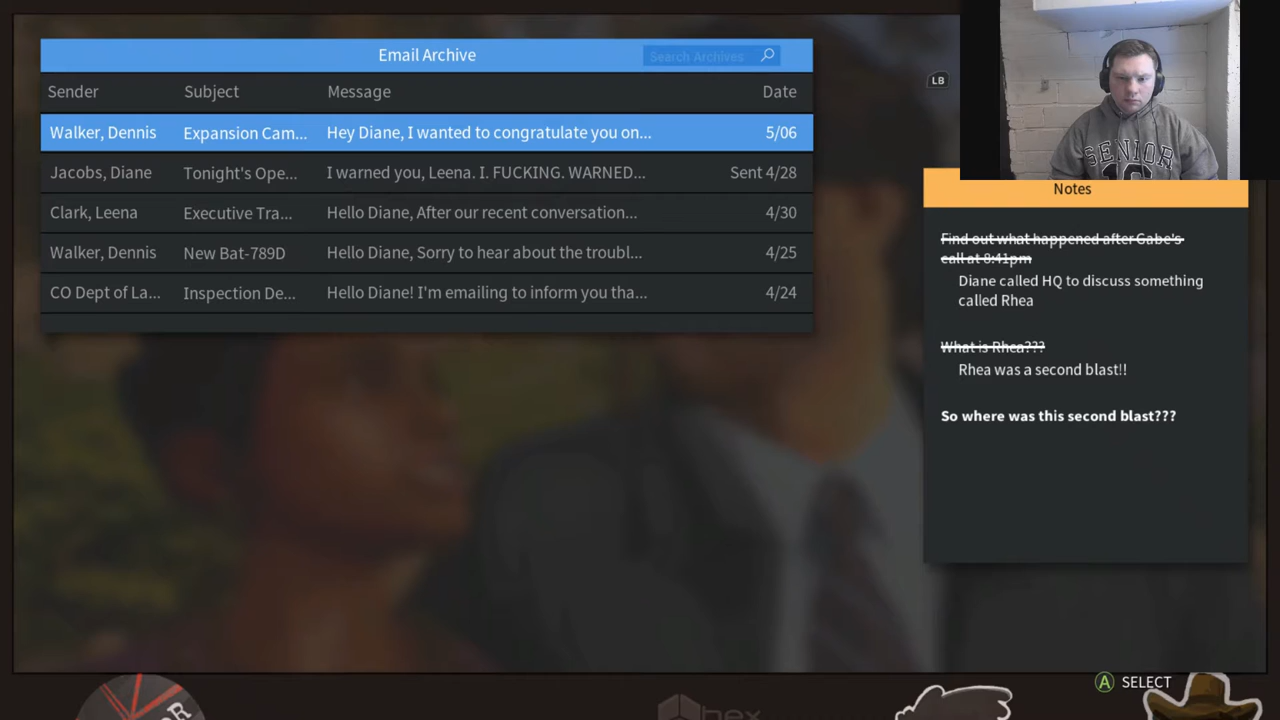 Email Archive
Search Archives
LB
Sender Subject Message Date
Walker, Dennis Expansion Cam... Hey Diane, I wanted to congratulate you on... 5/06
Jacobs, Diane Tonight's Ope... I warned you, Leena. I. FUCKING. WARNED... Sent 4/28
Clark, Leena Executive Tra... Hello Diane, After our recent conversation... 4/30
Walker, Dennis New Bat-789D Hello Diane, Sorry to hear about the troubl... 4/25
CO Dept of La... Inspection De... Hello Diane! I'm emailing to inform you tha... 4/24
SENIOR
16
Notes
Find out what happened after Gabe's
call at 8:41pm
Diane called HQ to discuss something
called Rhea
What is Rhea???
Rhea was a second blast!!
So where was this second blast???
A SELECT
hex